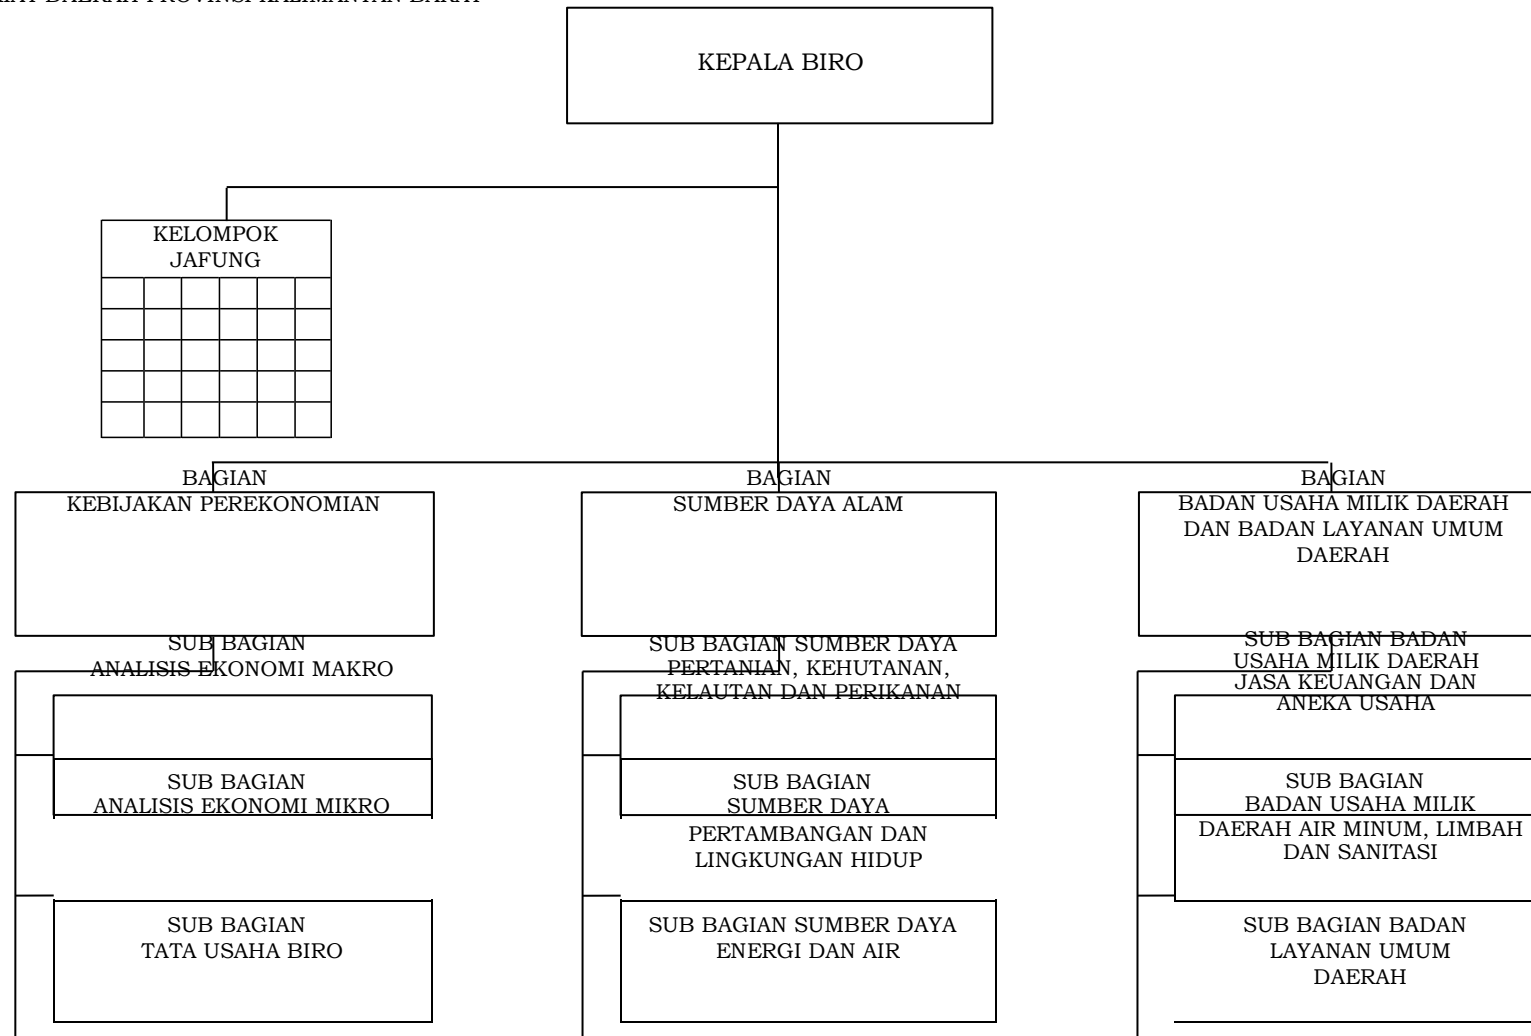 DAERAH PROVINSI KALIMANTAN BARAT
KEPALA BIRO
KELOMPOK
JAFUNG
BAGIAN
KEBIJAKAN PEREKONOMIAN
BAGIAN
SUMBER DAYA ALAM
BAGIAN
BADAN USAHA MILIK DAERAH
DAN BADAN LAYANAN UMUM
DAERAH
SUB BAGIAN
ANALISIS EKONOMI MAKRO
SUB BAGIAN SUMBER DAYA
PERTANIAN, KEHUTANAN,
KELAUTAN DAN PERIKANAN
SUB BAGIAN BADAN
USAHA MILIK DAERAH
JASA KEUANGAN DAN
ANEKA USAHA
SUB BAGIAN
ANALISIS EKONOMI MIKRO
SUB BAGIAN
SUMBER DAYA
PERTAMBANGAN DAN
LINGKUNGAN HIDUP
SUB BAGIAN
BADAN USAHA MILIK
DAERAH AIR MINUM, LIMBAH
DAN SANITASI
SUB BAGIAN
TATA USAHA BIRO
SUB BAGIAN SUMBER DAYA
ENERGI DAN AIR
SUB BAGIAN BADAN
LAYANAN UMUM
DAERAH